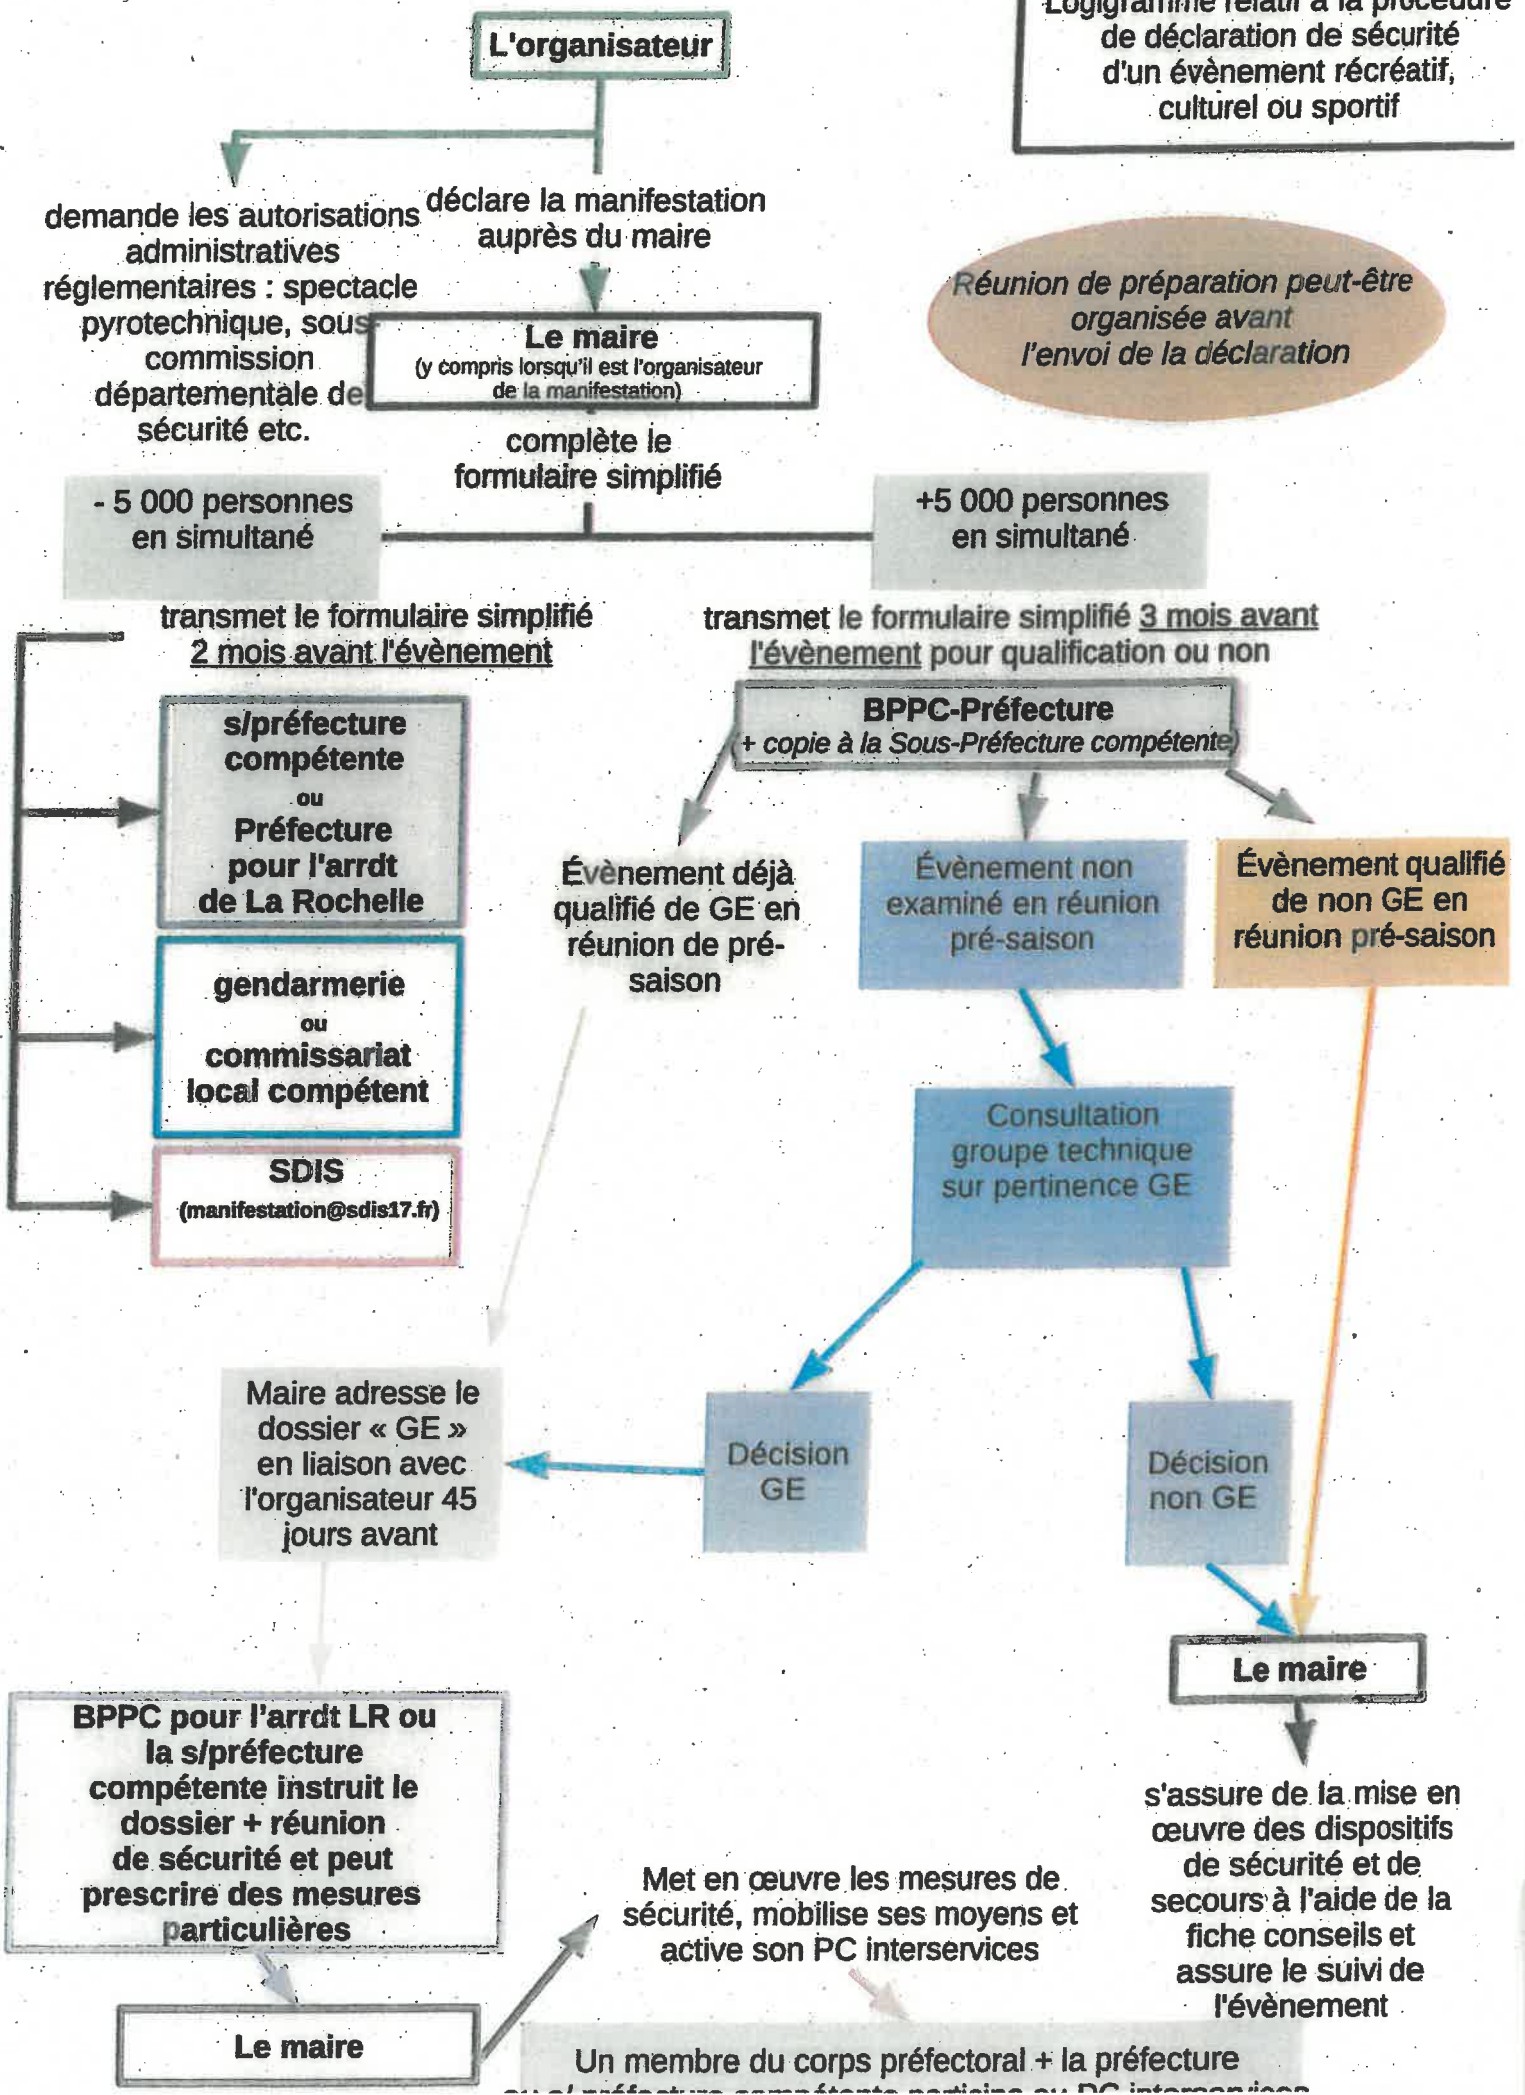 L'organisateur
Logigramme relatif à la procédure
de déclaration de sécurité
d'un évènement récréatif,
culturel ou sportif
demande les autorisations
administratives
réglementaires : spectacle
pyrotechnique, sous
commission
départementale de
sécurité etc.
déclare la manifestation
auprès du maire
Réunion de préparation peut-être
organisée avant
l'envoi de la déclaration
Le maire
(y compris lorsqu'il est l'organisateur
de la manifestation)
complète le
formulaire simplifié
- 5 000 personnes
en simultané
+5 000 personnes
en simultané
transmet le formulaire simplifié
2 mois avant l'évènement
transmet le formulaire simplifié 3 mois avant
l'évènement pour qualification ou non
s/préfecture
compétente
ou
Préfecture
pour l'arrdt
de La Rochelle
BPPC-Préfecture
(+ copie à la Sous-Préfecture compétente)
Évènement déjà
qualifié de GE en
réunion de pré-
saison
Évènement non
examiné en réunion
pré-saison
Évènement qualifié
de non GE en
réunion pré-saison
gendarmerie
ou
commissariat
local compétent
SDIS
(manifestation@sdis17.fr)
Consultation
groupe technique
sur pertinence GE
Maire adresse le
dossier « GE »
en liaison avec
l'organisateur 45
jours avant
Décision
GE
Décision
non GE
Le maire
BPPC pour l'arrdt LR ou
la s/préfecture
compétente instruit le
dossier + réunion
de sécurité et peut
prescrire des mesures
particulières
s'assure de la mise en
œuvre des dispositifs
de sécurité et de
secours à l'aide de la
fiche conseils et
assure le suivi de
l'évènement
Met en œuvre les mesures de
sécurité, mobilise ses moyens et
active son PC interservices
Le maire
Un membre du corps préfectoral + la préfecture
ou s/ préfecture compétente participe au PC interservices